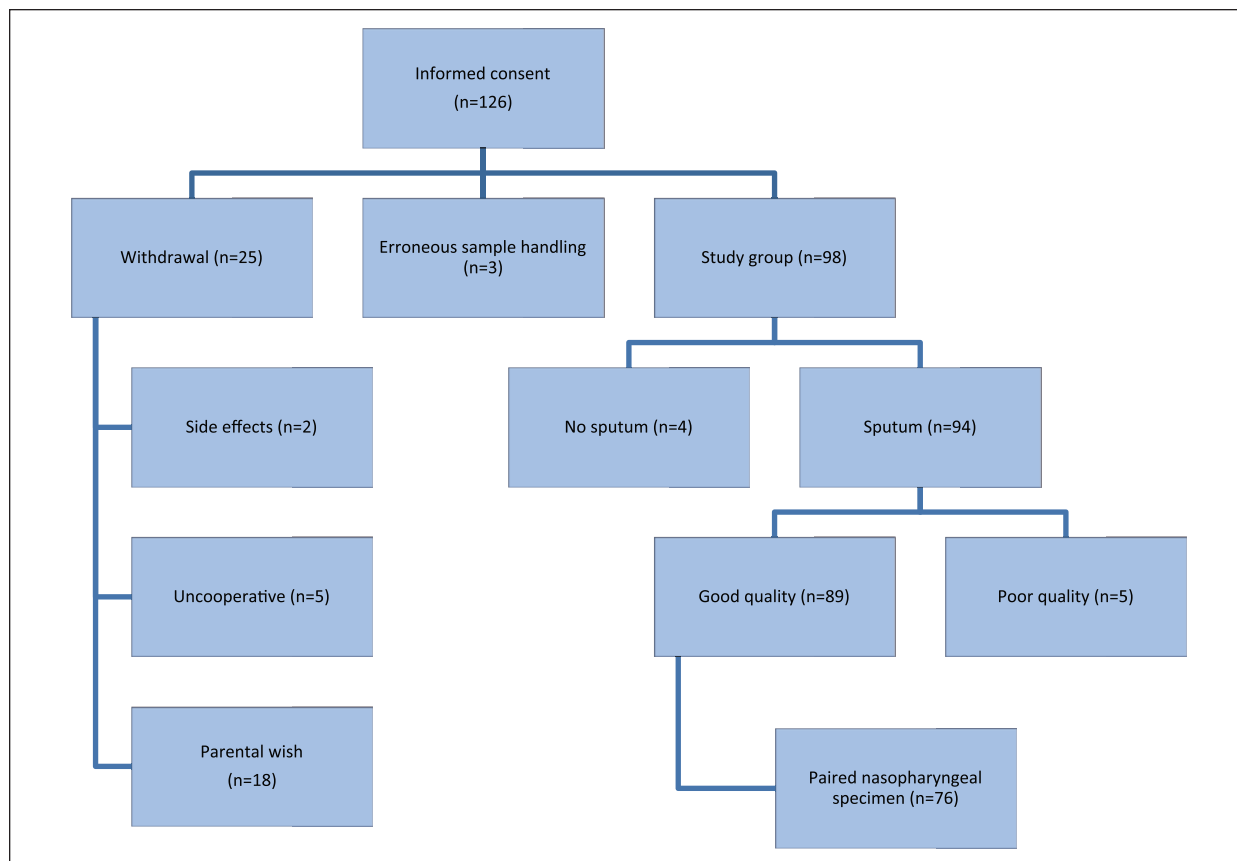 Informed consent
(n=126)
Withdrawal (n=25)
Erroneous sample handling
(n=3)
Study group (n=98)
Side effects (n=2)
No sputum (n=4)
Sputum (n=94)
Uncooperative (n=5)
Good quality (n=89)
Poor quality (n=5)
Parental wish
(n=18)
Paired nasopharyngeal
specimen (n=76)